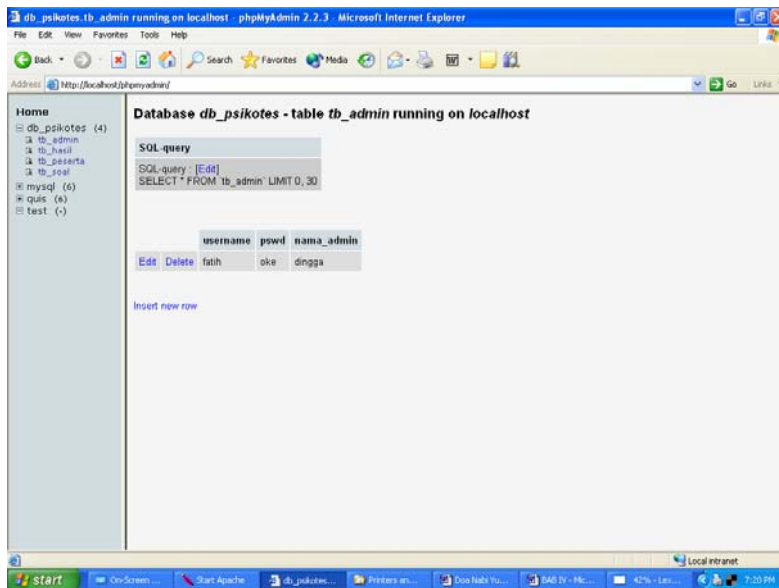 db_psikotes.tb_admin running on localhost - phpMyAdmin 2.2.3 - Microsoft Internet Explorer
File Edit View Favorites Tools Help
Back Search Favorites Media
Address http://localhost/phpmyadmin/ Go Links
Home
db_psikotes (4)
tb_admin
tb_hasil
tb_peserta
tb_soal
mysql (6)
quis (6)
test (-)
Database db_psikotes - table tb_admin running on localhost
SQL-query
SQL-query : [Edit]
SELECT * FROM `tb_admin` LIMIT 0, 30
username pswd nama_admin
Edit Delete fatih oke dingga
Insert new row
Local intranet
start On-Screen ... Start Apache db_psikotes... Printers an... Doa Nabi Yu... BAB IV - Mic... 42% - Les... 7:20 PM